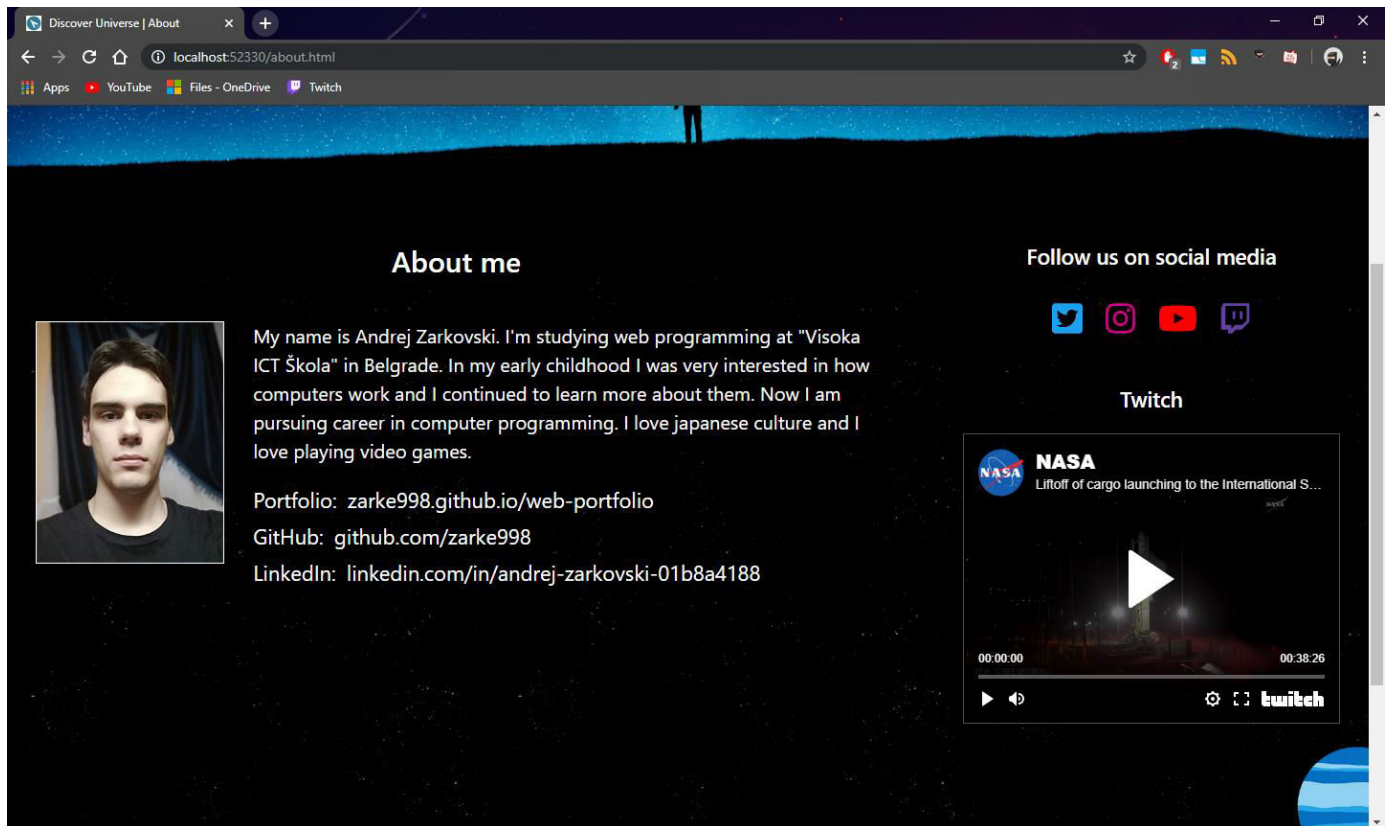 Discover Universe | About
localhost:52330/about.html
2
Apps YouTube Files - OneDrive Twitch
About me
My name is Andrej Zarkovski. I'm studying web programming at "Visoka
ICT Škola" in Belgrade. In my early childhood I was very interested in how
computers work and I continued to learn more about them. Now I am
pursuing career in computer programming. I love japanese culture and I
love playing video games.
Portfolio: zarke998.github.io/web-portfolio
GitHub: github.com/zarke998
LinkedIn: linkedin.com/in/andrej-zarkovski-01b8a4188
Follow us on social media
Twitch
NASA
NASA
Liftoff of cargo launching to the International S...
NASA
00:00:00 00:38:26
twitch